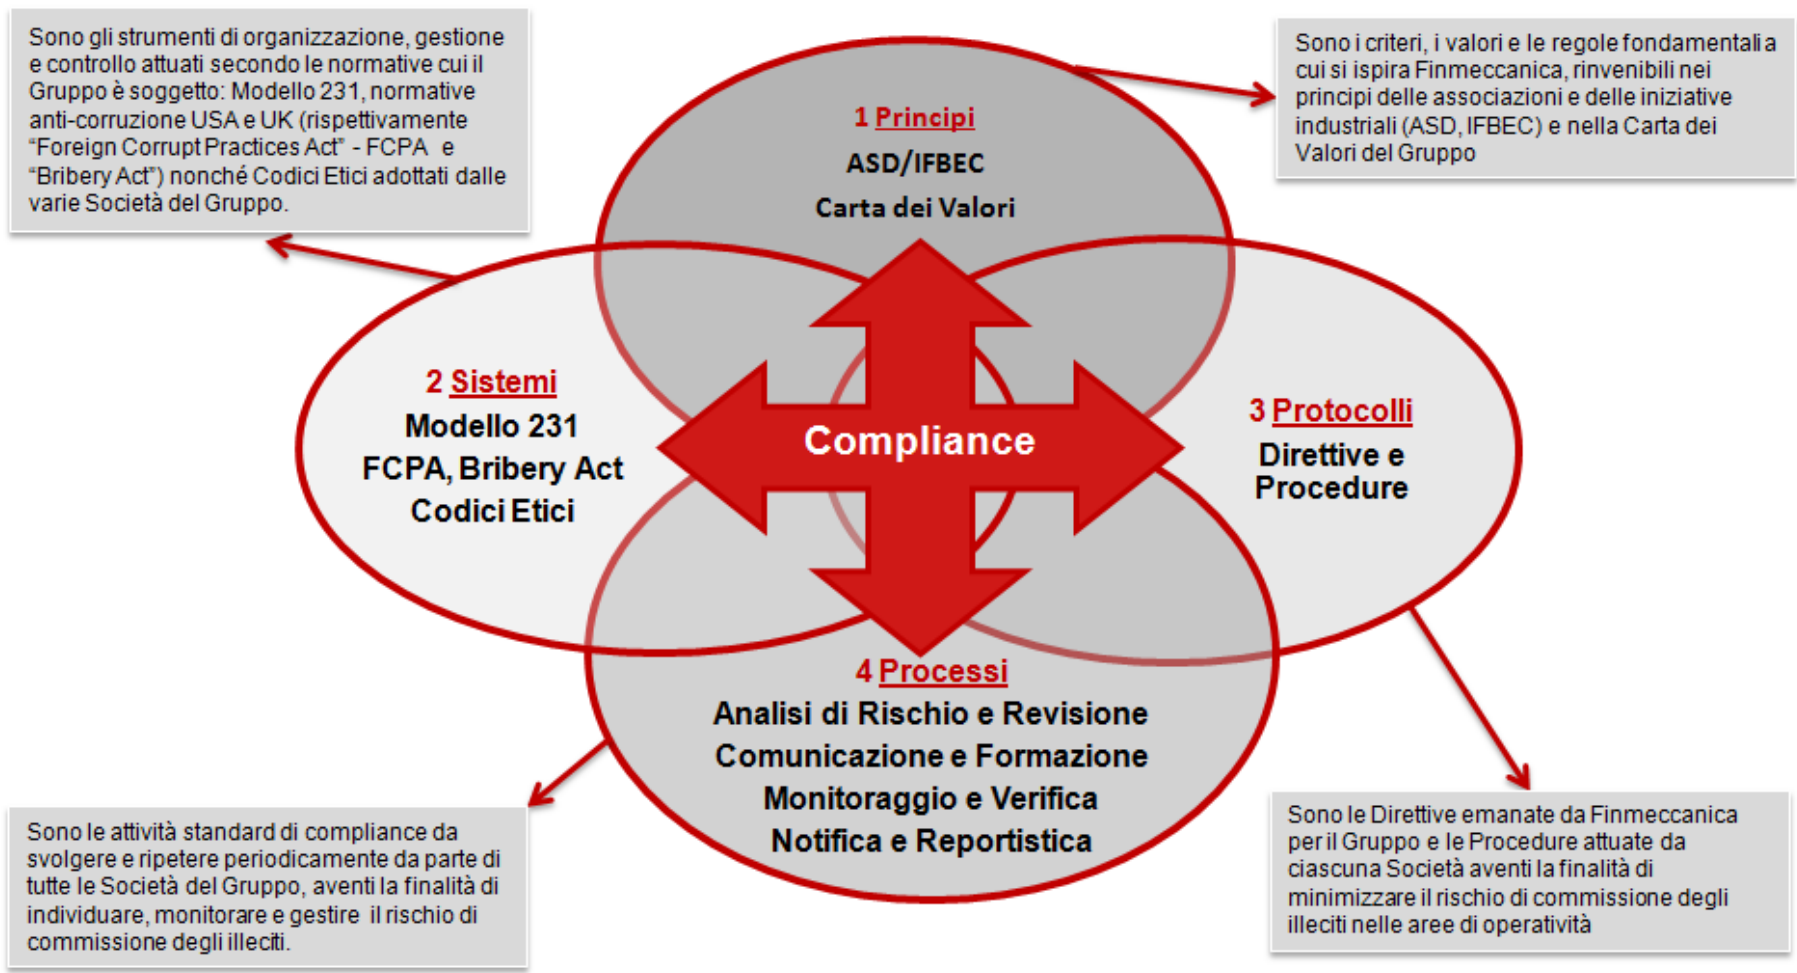 Sono gli strumenti di organizzazione, gestione
e controllo attuati secondo le normative cui il
Gruppo è soggetto: Modello 231, normative
anti-corruzione USA e UK (rispettivamente
“Foreign Corrupt Practices Act” - FCPA e
“Bribery Act”) nonché Codici Etici adottati dalle
varie Società del Gruppo.
Sono i criteri, i valori e le regole fondamentali a
cui si ispira Finmeccanica, rinvenibili nei
principi delle associazioni e delle iniziative
industriali (ASD, IFBEC) e nella Carta dei
Valori del Gruppo
1 Principi
ASD/IFBEC
Carta dei Valori
2 Sistemi
Modello 231
FCPA, Bribery Act
Codici Etici
Compliance
3 Protocolli
Direttive e
Procedure
4 Processi
Analisi di Rischio e Revisione
Comunicazione e Formazione
Monitoraggio e Verifica
Notifica e Reportistica
Sono le attività standard di compliance da
svolgere e ripetere periodicamente da parte di
tutte le Società del Gruppo, aventi la finalità di
individuare, monitorare e gestire il rischio di
commissione degli illeciti.
Sono le Direttive emanate da Finmeccanica
per il Gruppo e le Procedure attuate da
ciascuna Società aventi la finalità di
minimizzare il rischio di commissione degli
illeciti nelle aree di operatività